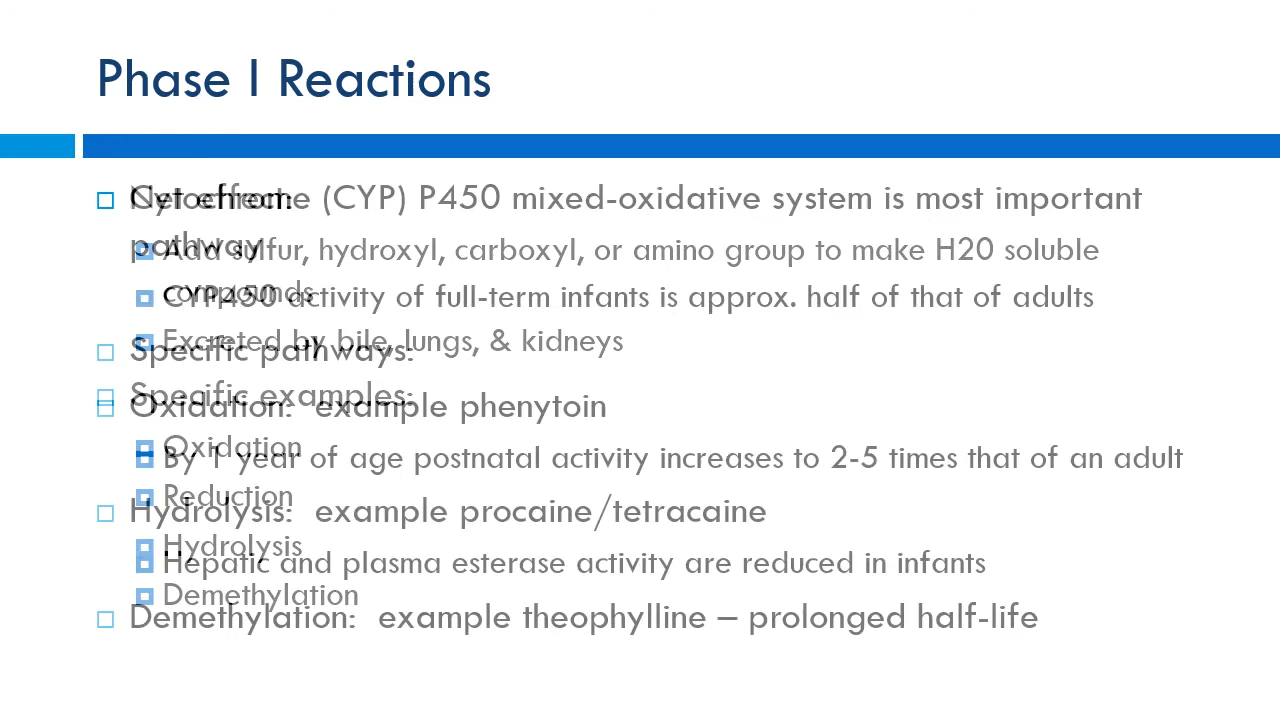 Phase I Reactions
Net effect:
Add sulfur, hydroxyl, carboxyl, or amino group to make H20 soluble
compounds
Excreted by bile, lungs, & kidneys
Specific pathways:
Oxidation
Reduction
Hydrolysis
Demethylation
Cytochrome (CYP) P450 mixed-oxidative system is most important
pathway
CYP450 activity of full-term infants is approx. half of that of adults
Specific examples:
Oxidation:  example phenytoin
By 1 year of age postnatal activity increases to 2-5 times that of an adult
Hydrolysis:  example procaine/tetracaine
Hepatic and plasma esterase activity are reduced in infants
Demethylation:  example theophylline – prolonged half-life